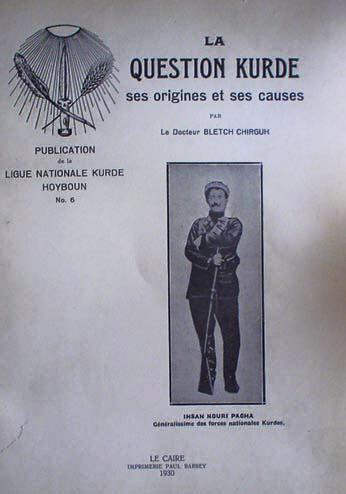 LA
QUESTION KURDE
ses origines et ses causes
PAR
Le Docteur BLETCH CHIRGUH
PUBLICATION
de la
LIGUE NATIONALE KURDE
HOYBOUN
No. 6
IHSAN NOURI PACHA
Généralissime des forces nationales Kurdes.
LE CAIRE
IMPRIMERIE PAUL BARBEY
1930